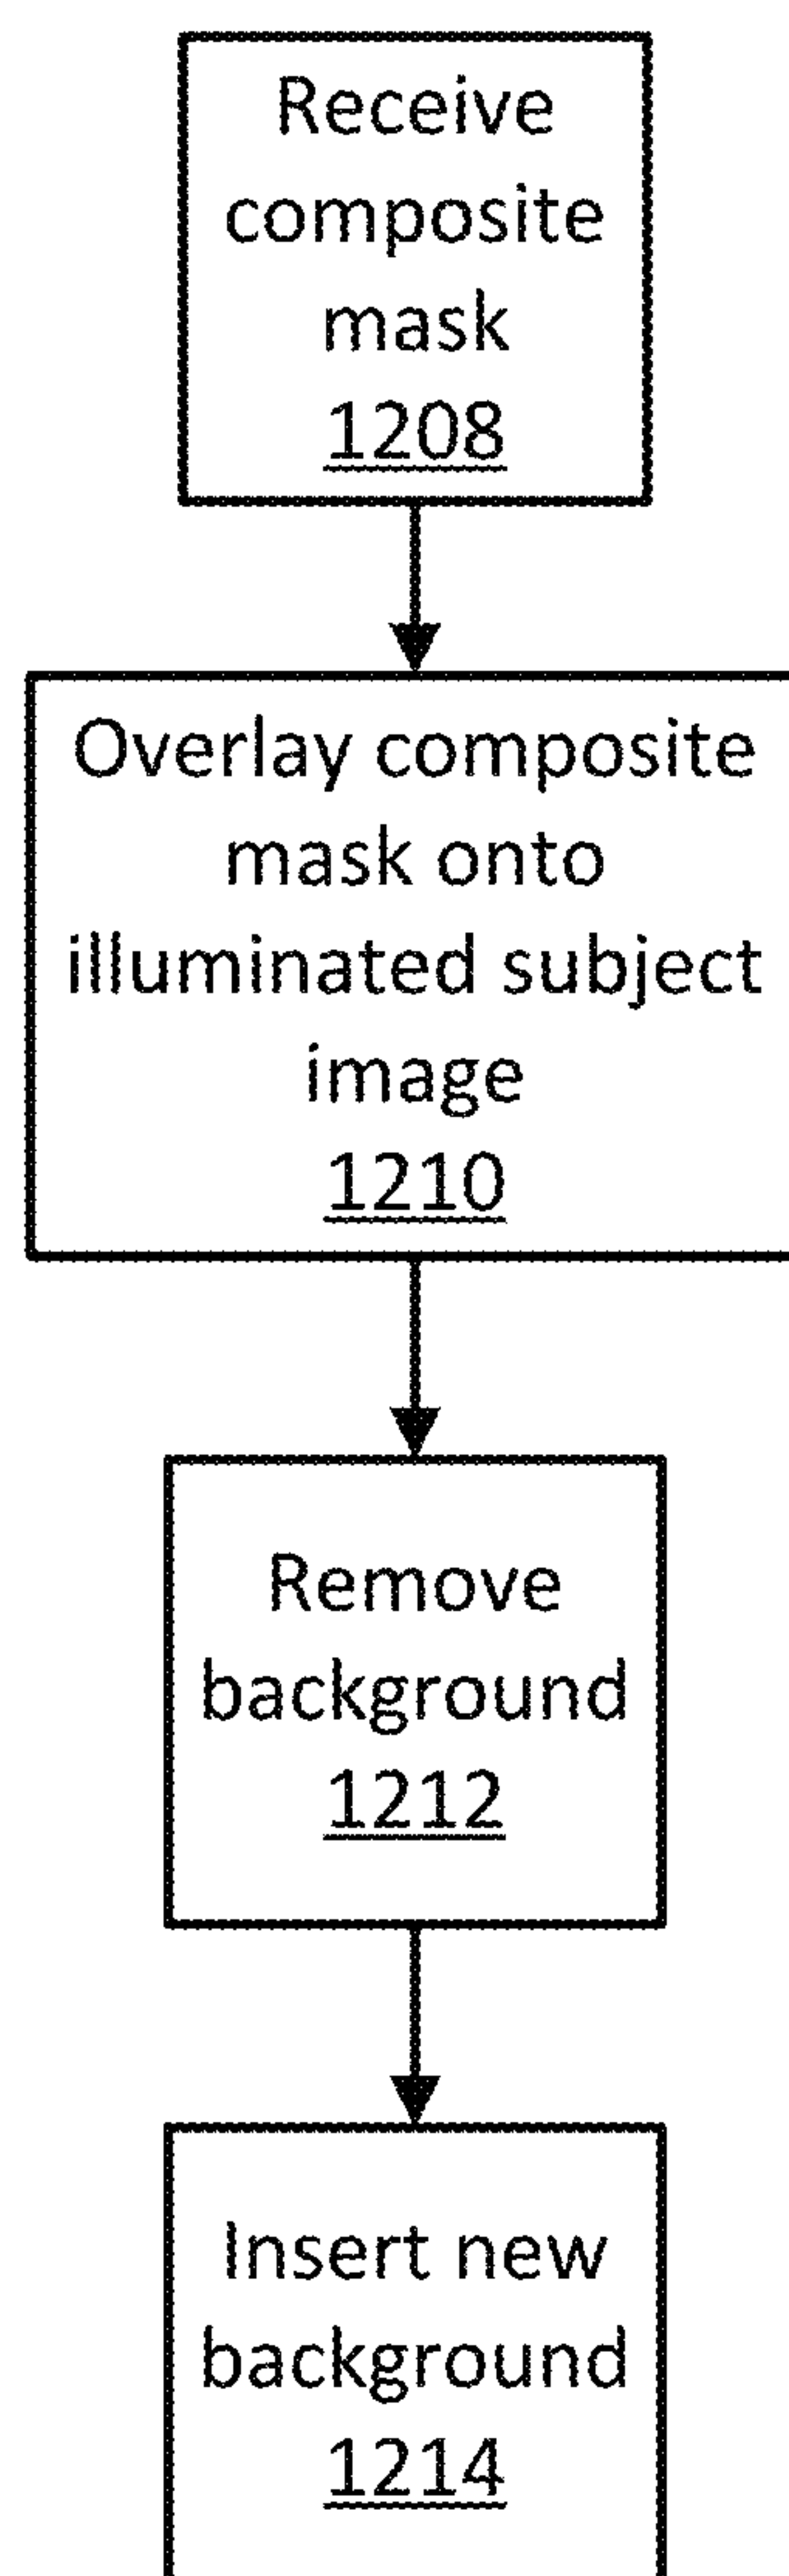 Receive
composite
mask
1208
Overlay composite
mask onto
illuminated subject
image
1210
Remove
background
1212
Insert new
background
1214